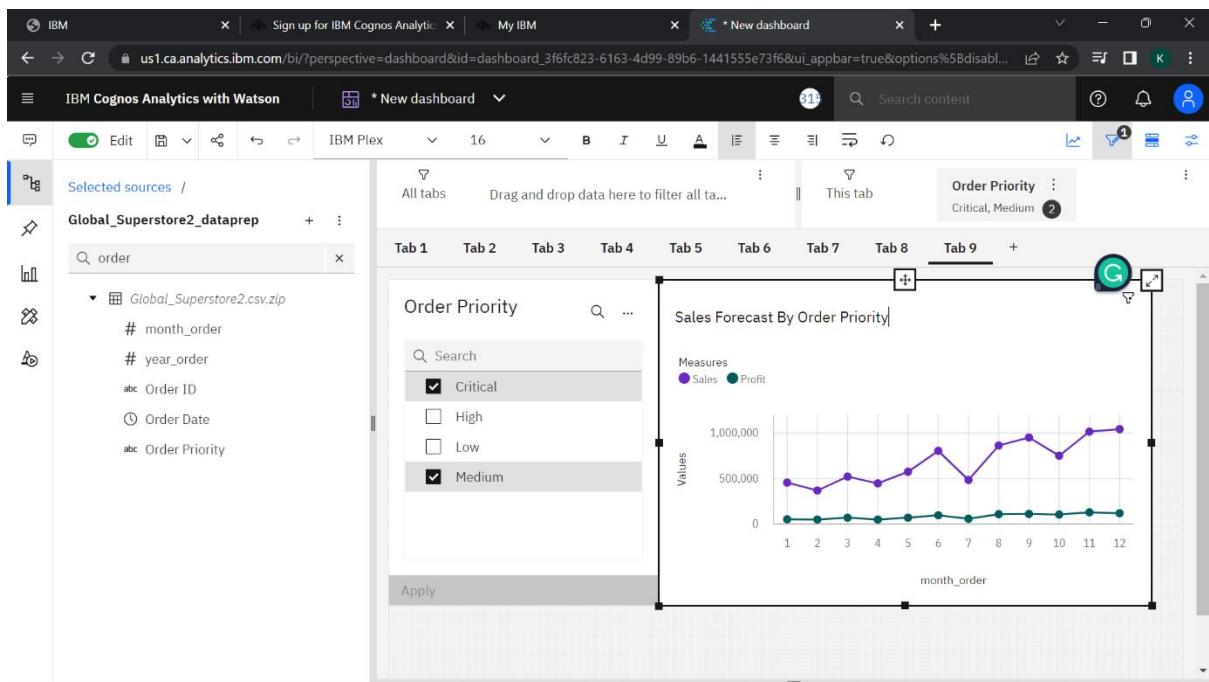 IBM
Sign up for IBM Cognos Analytic
My IBM
* New dashboard
us1.ca.analytics.ibm.com/bi/?perspective=dashboard&id=dashboard_3f6fc823-6163-4d99-89b6-1441555e73f6&ui_appbar=true&options%5Bdisabl...
K
IBM Cognos Analytics with Watson
* New dashboard
315
Search content
Edit
IBM Plex
16
B I U A
1
Selected sources /
Global_Superstore2_dataprep
order
Global_Superstore2.csv.zip
# month_order
# year_order
abc Order ID
Order Date
abc Order Priority
All tabs
Drag and drop data here to filter all ta...
This tab
Order Priority
Critical, Medium 2
Tab 1 Tab 2 Tab 3 Tab 4 Tab 5 Tab 6 Tab 7 Tab 8 Tab 9 +
Order Priority
Search
Critical
High
Low
Medium
Apply
Sales Forecast By Order Priority
Measures
Sales Profit
Values
1,000,000
500,000
0
1 2 3 4 5 6 7 8 9 10 11 12
month_order